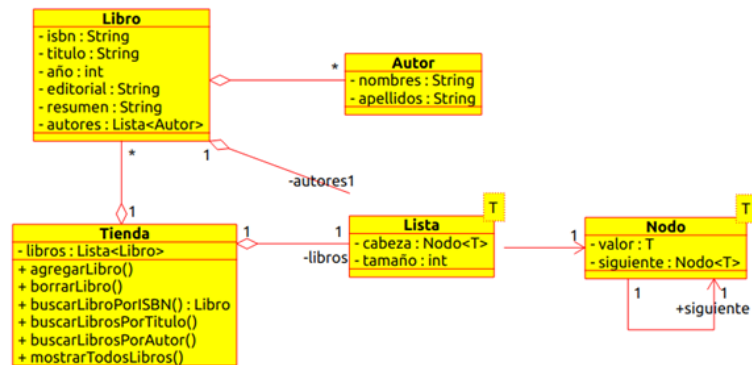 Libro
- isbn : String
- titulo : String
- año : int
- editorial : String
- resumen : String
- autores : Lista<Autor>
*
Autor
- nombres : String
- apellidos : String
*
1
-autores1
1
Tienda
- libros : Lista<Libro>
+ agregarLibro()
+ borrarLibro()
+ buscarLibroPorISBN() : Libro
+ buscarLibrosPorTitulo()
+ buscarLibrosPorAutor()
+ mostrarTodosLibros()
1
1
-libros
T
Lista
- cabeza : Nodo<T>
- tamaño : int
1
T
Nodo
- valor : T
- siguiente : Nodo<T>
1
1
+siguiente